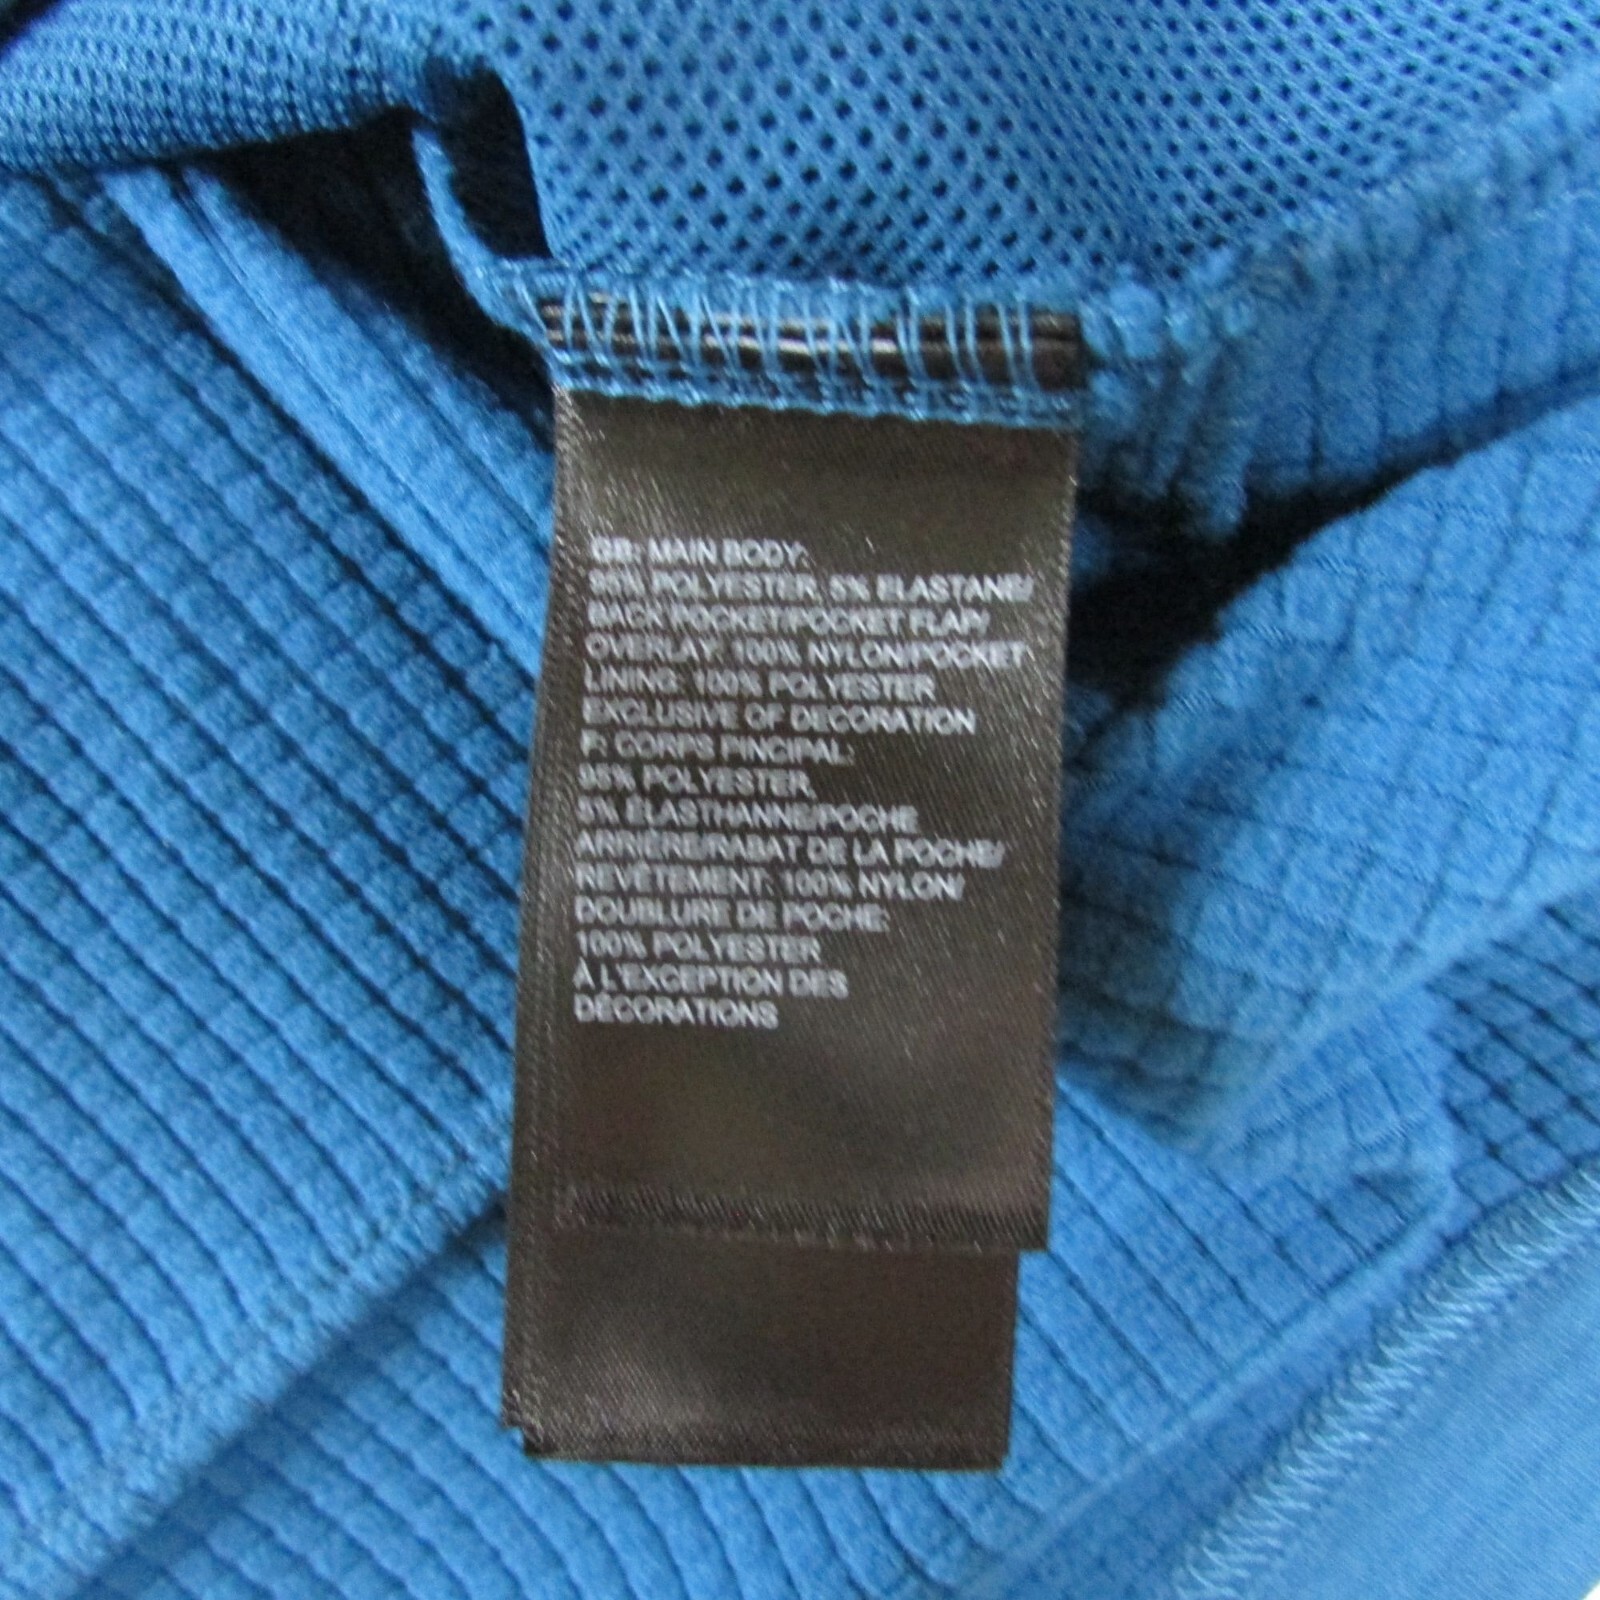 GB: MAIN BODY:
95% POLYESTER, 5% ELASTANE/
BACK POCKET/POCKET FLAP/
OVERLAY: 100% NYLON/POCKET
LINING: 100% POLYESTER
EXCLUSIVE OF DECORATION
F: CORPS PINCIPAL:
95% POLYESTER,
5% ÉLASTHANNE/POCHE
ARRIÈRE/RABAT DE LA POCHE/
REVÊTEMENT: 100% NYLON/
DOUBLURE DE POCHE:
100% POLYESTER
À L'EXCEPTION DES
DÉCORATIONS